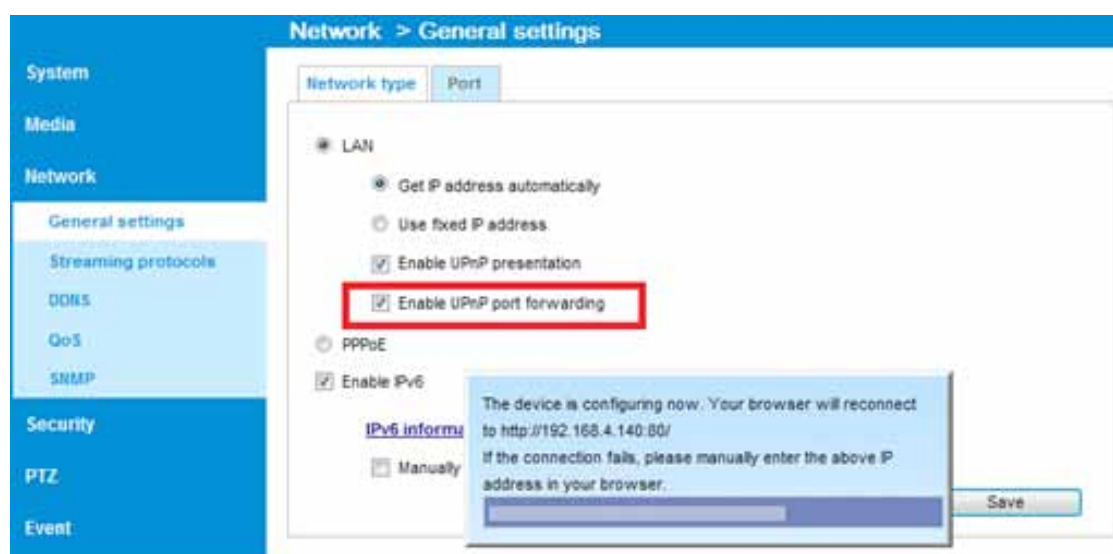 Network > General settings
System
Media
Network
General settings
Streaming protocols
DDNS
QoS
SNMP
Security
PTZ
Event
Network type
Port
LAN
Get IP address automatically
Use fixed IP address
Enable UPnP presentation
Enable UPnP port forwarding
PPPoE
Enable IPv6
IPv6 informa
Manually
The device is configuring now. Your browser will reconnect
to http://192.168.4.140:80/
If the connection fails, please manually enter the above IP
address in your browser.
Save